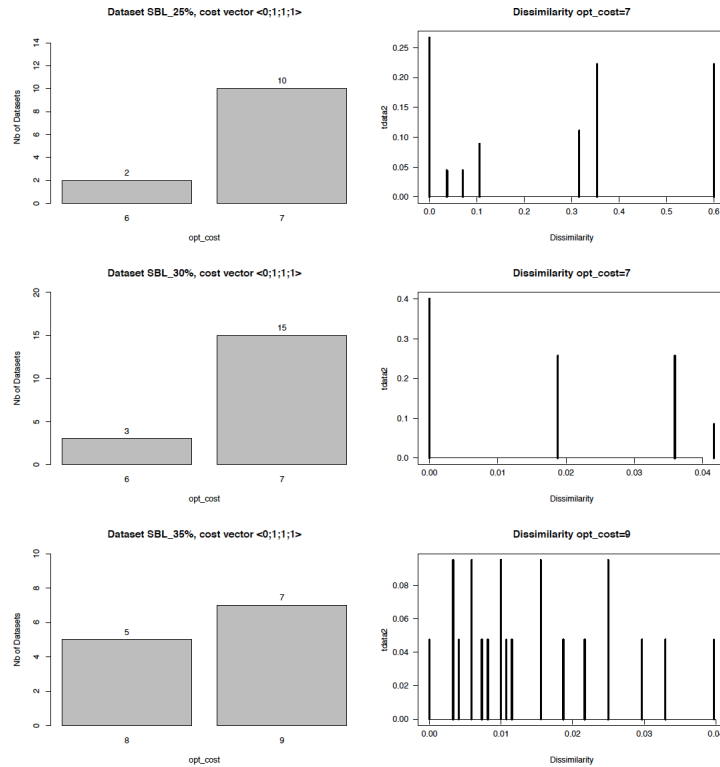 Dataset SBL_25%, cost vector <0;1;1;1>
Nb of Datasets
14
12
10
8
6
4
2
0
2
10
6
7
opt_cost
Dissimilarity opt_cost=7
tdata2
0.25
0.20
0.15
0.10
0.05
0.00
0.0 0.1 0.2 0.3 0.4 0.5 0.6
Dissimilarity
Dataset SBL_30%, cost vector <0;1;1;1>
Nb of Datasets
20
15
10
5
0
3
15
6
7
opt_cost
Dissimilarity opt_cost=7
tdata2
0.4
0.3
0.2
0.1
0.0
0.00 0.01 0.02 0.03 0.04
Dissimilarity
Dataset SBL_35%, cost vector <0;1;1;1>
Nb of Datasets
10
8
6
4
2
0
5
7
8
9
opt_cost
Dissimilarity opt_cost=9
tdata2
0.08
0.06
0.04
0.02
0.00
0.00 0.01 0.02 0.03 0.04
Dissimilarity